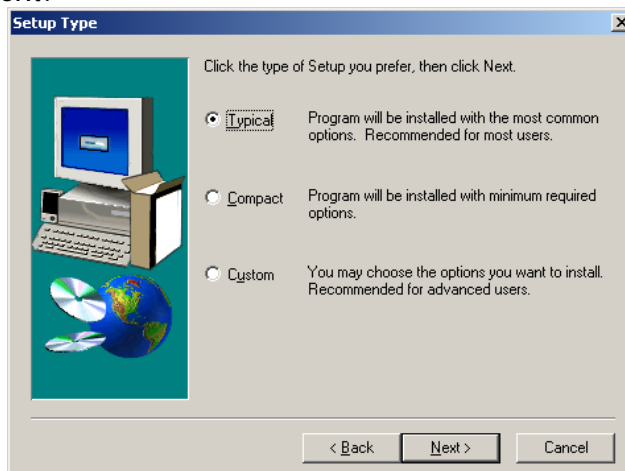 Setup Type
Click the type of Setup you prefer, then click Next.
Typical
Program will be installed with the most common
options. Recommended for most users.
Compact
Program will be installed with minimum required
options.
Custom
You may choose the options you want to install.
Recommended for advanced users.
< Back
Next >
Cancel